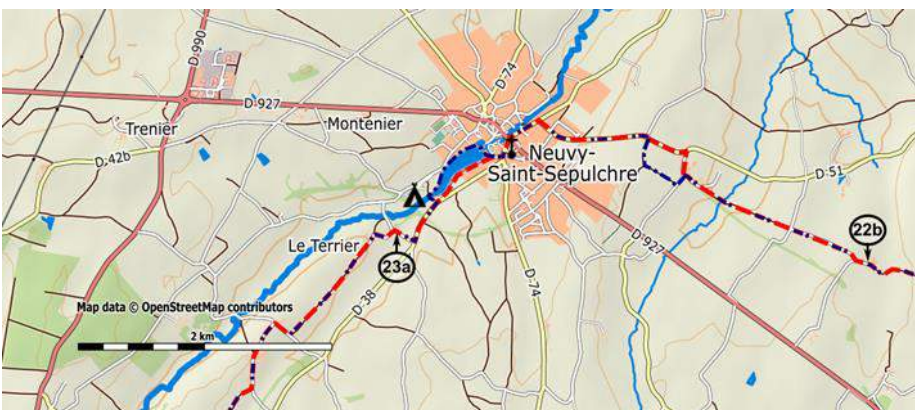 D-990
D-74
D-927
Trenier
Montenier
D-42b
Neuvy-
Saint-Sépulchre
D-51
22b
Le Terrier
23a
D-927
D-38
D-74
Map data © OpenStreetMap contributors
2 km